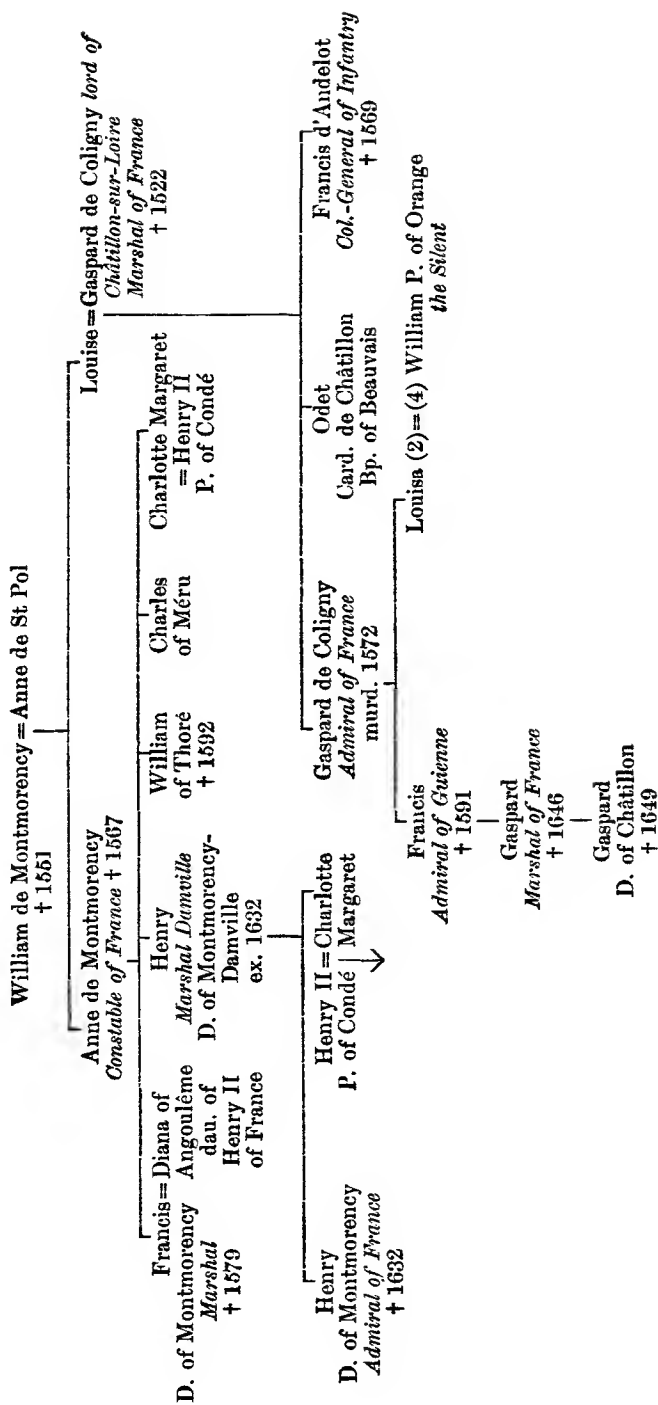 William de Montmorency=Anne de St Pol
† 1551
Anne de Montmorency
Constable of France † 1567
Louise=Gaspard de Coligny lord of
Châtillon-sur-Loire
Marshal of France
† 1522
Francis=Diana of
D. of Montmorency Angoulême
Marshal dau. of
† 1579 Henry II
of France
Henry
Marshal Damville
D. of Montmorency-
Damville
ex. 1632
William
of Thoré
† 1592
Charles
of Méru
Charlotte Margaret
=Henry II
P. of Condé
Gaspard de Coligny
Admiral of France
murd. 1572
Odet
Card. de Châtillon
Bp. of Beauvais
Francis d'Audelot
Col.-General of Infantry
† 1569
Henry
D. of Montmorency
Admiral of France
† 1632
Henry II=Charlotte
P. of Condé Margaret
Francis
Admiral of Guienne
† 1591
Louisa (2)=(4) William P. of Orange
the Silent
Gaspard
Marshal of France
† 1646
Gaspard
D. of Châtillon
† 1649